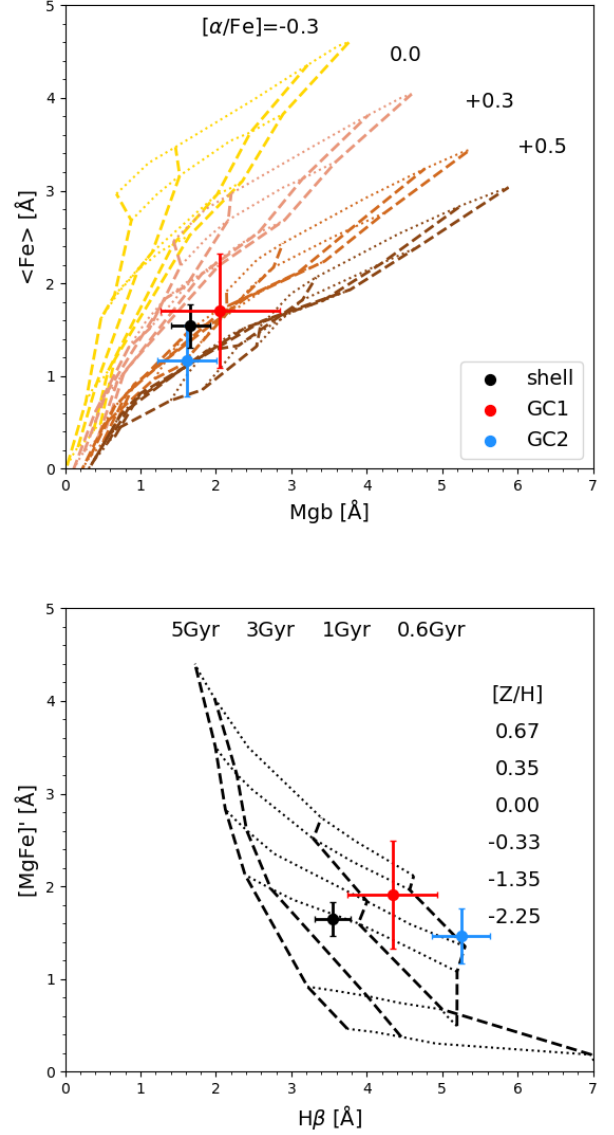 [α/Fe]=-0.3
0.0
+0.3
+0.5
5
4
3
2
1
0
<Fe> [Å]
shell
GC1
GC2
0 1 2 3 4 5 6 7
Mgb [Å]
5Gyr 3Gyr 1Gyr 0.6Gyr
[Z/H]
0.67
0.35
0.00
-0.33
-1.35
-2.25
5
4
3
2
1
0
[MgFe]' [Å]
0 1 2 3 4 5 6 7
Hβ [Å]